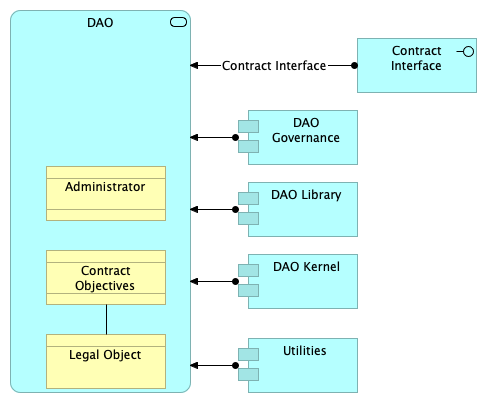 DAO
Contract Interface
Contract
Interface
DAO
Governance
Administrator
DAO Library
Contract
Objectives
DAO Kernel
Legal Object
Utilities